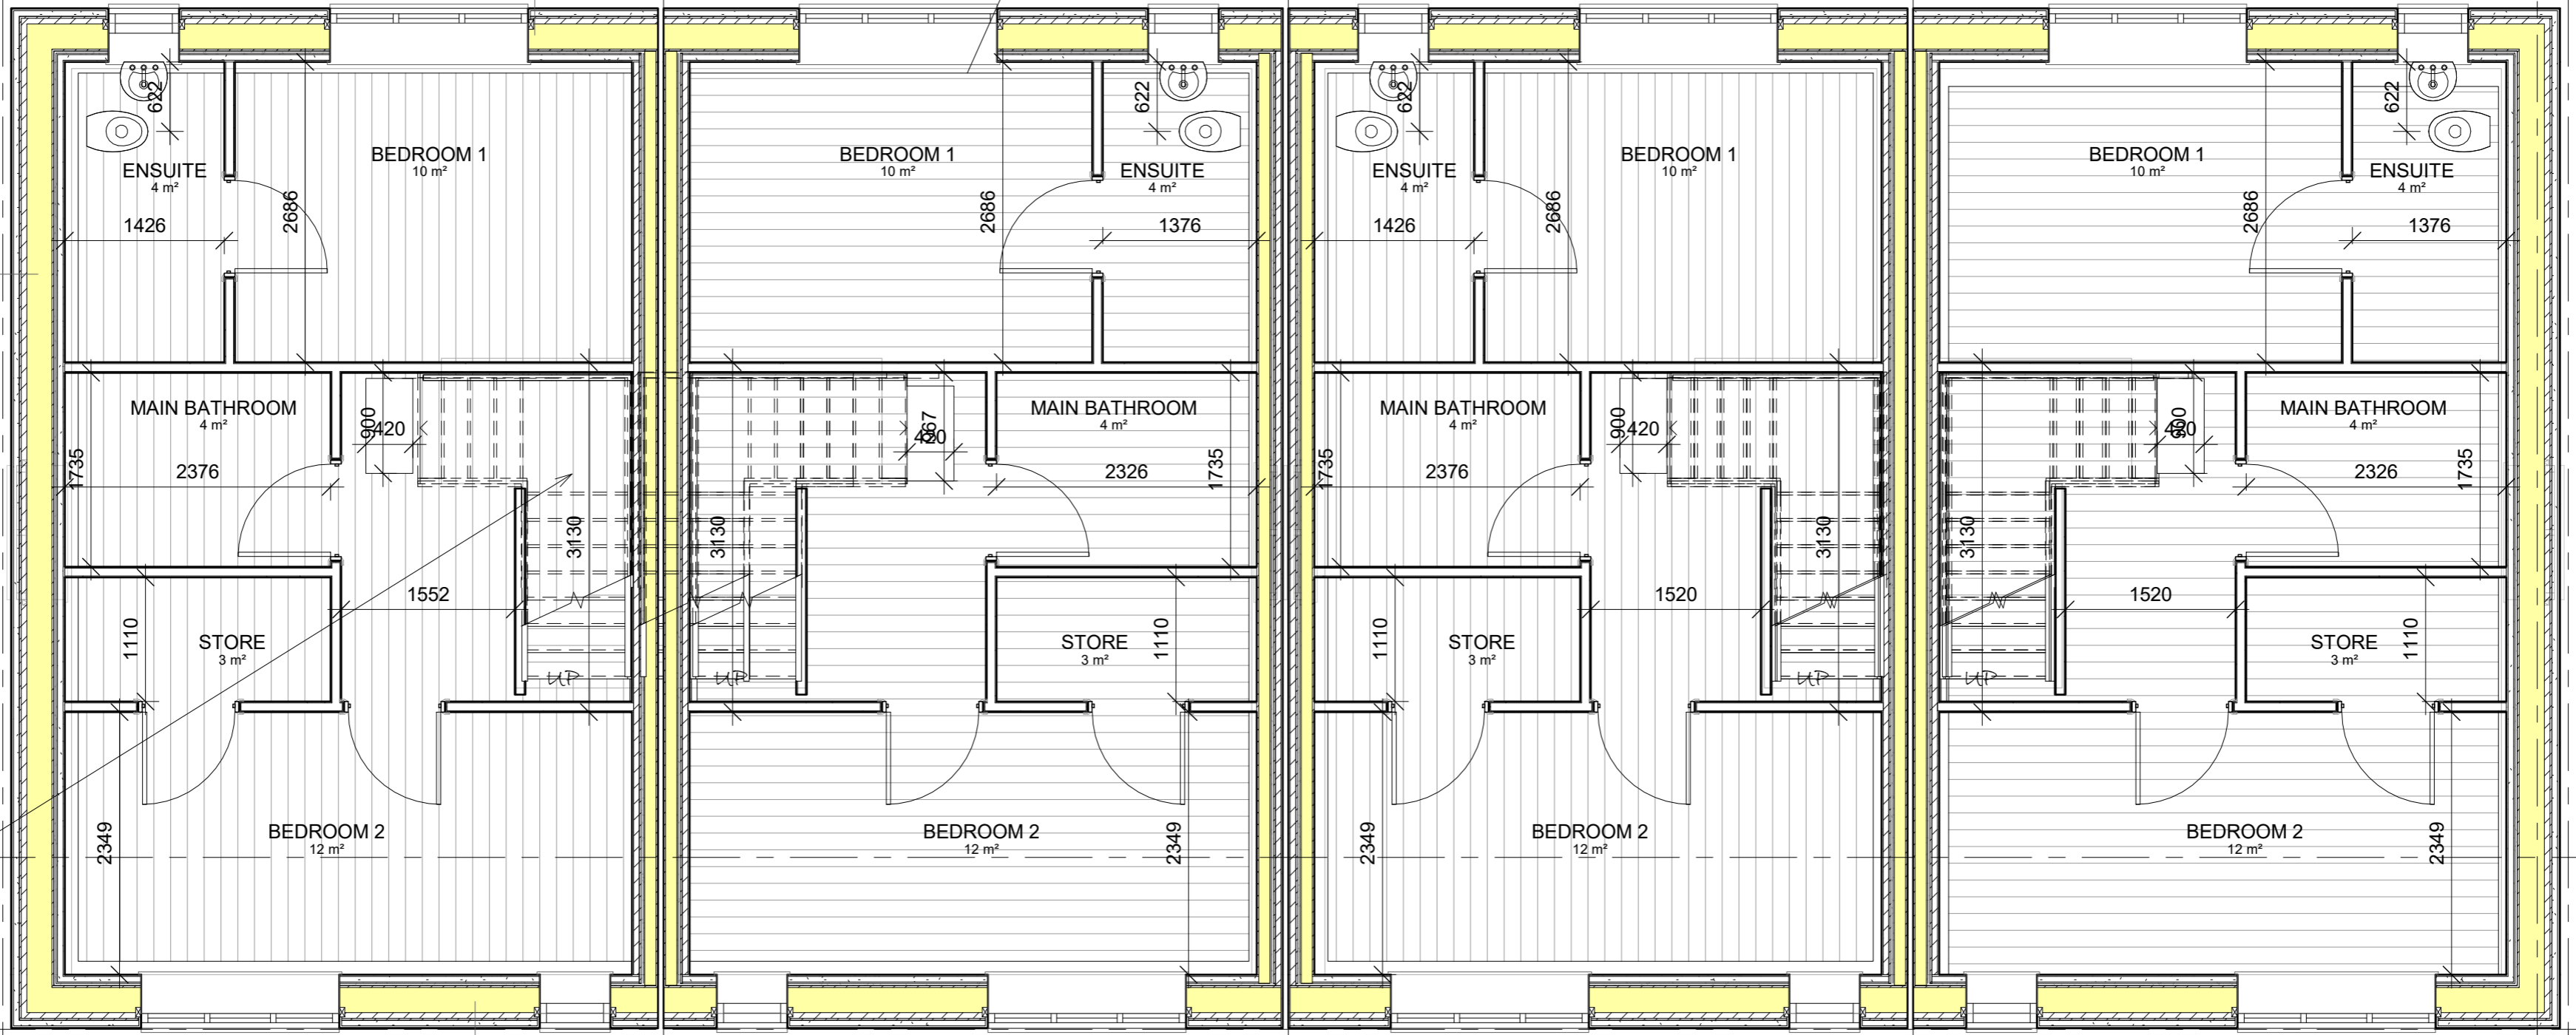 622
BEDROOM 1
10 m²
ENSUITE
4 m²
2686
1426
MAIN BATHROOM
4 m²
900
420
1735
2376
3130
1552
1110
STORE
3 m²
UP
2349
BEDROOM 2
12 m²
BEDROOM 1
10 m²
622
ENSUITE
4 m²
2686
1376
MAIN BATHROOM
4 m²
420
2326
1735
3130
STORE
3 m²
1110
UP
BEDROOM 2
12 m²
2349
622
BEDROOM 1
10 m²
ENSUITE
4 m²
2686
1426
MAIN BATHROOM
4 m²
900
420
1735
2376
3130
1520
1110
STORE
3 m²
UP
2349
BEDROOM 2
12 m²
BEDROOM 1
10 m²
622
ENSUITE
4 m²
2686
1376
MAIN BATHROOM
4 m²
900
420
2326
1735
3130
1520
STORE
3 m²
1110
UP
BEDROOM 2
12 m²
2349